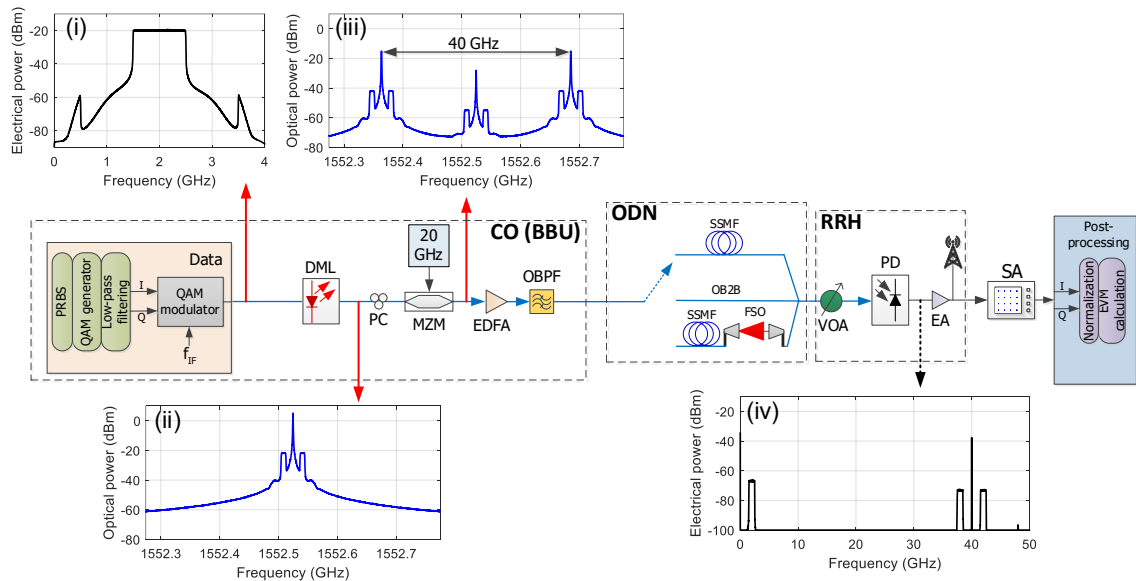 (i)
Electrical power (dBm)
-20
-40
-60
-80
0
1
2
3
4
Frequency (GHz)
(iii)
40 GHz
Optical power (dBm)
0
-20
-40
-60
-80
1552.3
1552.4
1552.5
1552.6
1552.7
Frequency (GHz)
CO (BBU)
Data
PRBS
QAM generator
Low-pass
filtering
I
Q
QAM
modulator
fIF
DML
PC
20
GHz
MZM
EDFA
OBPF
ODN
SSMF
OB2B
SSMF
FSO
RRH
VOA
PD
EA
SA
I
Q
Post-
processing
Normalization
EVM
calculation
(ii)
Optical power (dBm)
0
-20
-40
-60
-80
1552.3
1552.4
1552.5
1552.6
1552.7
Frequency (GHz)
(iv)
Electrical power (dBm)
0
-20
-40
-60
-80
-100
0
10
20
30
40
50
Frequency (GHz)